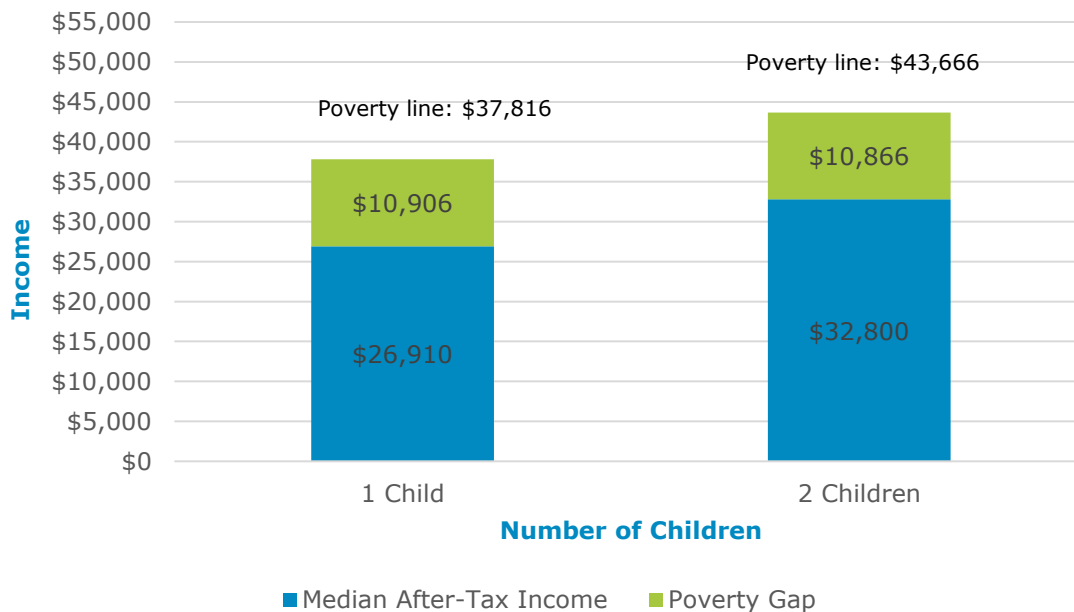 $55,000
$50,000
Poverty line: $43,666
$45,000
Poverty line: $37,816
$40,000
$10,866
$35,000
$10,906
$30,000
$25,000
$20,000
$32,800
$15,000
$26,910
$10,000
$5,000
$0
Income
1 Child
2 Children
Number of Children
Median After-Tax Income
Poverty Gap